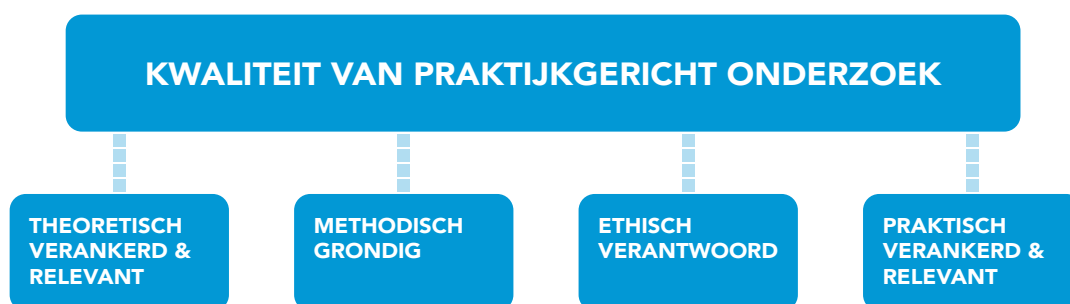 KWALITEIT VAN PRAKTIJKGERICHT ONDERZOEK
THEORETISCH
VERANKERD &
RELEVANT
METHODISCH
GRONDIG
ETHISCH
VERANTWOORD
PRAKTISCH
VERANKERD &
RELEVANT